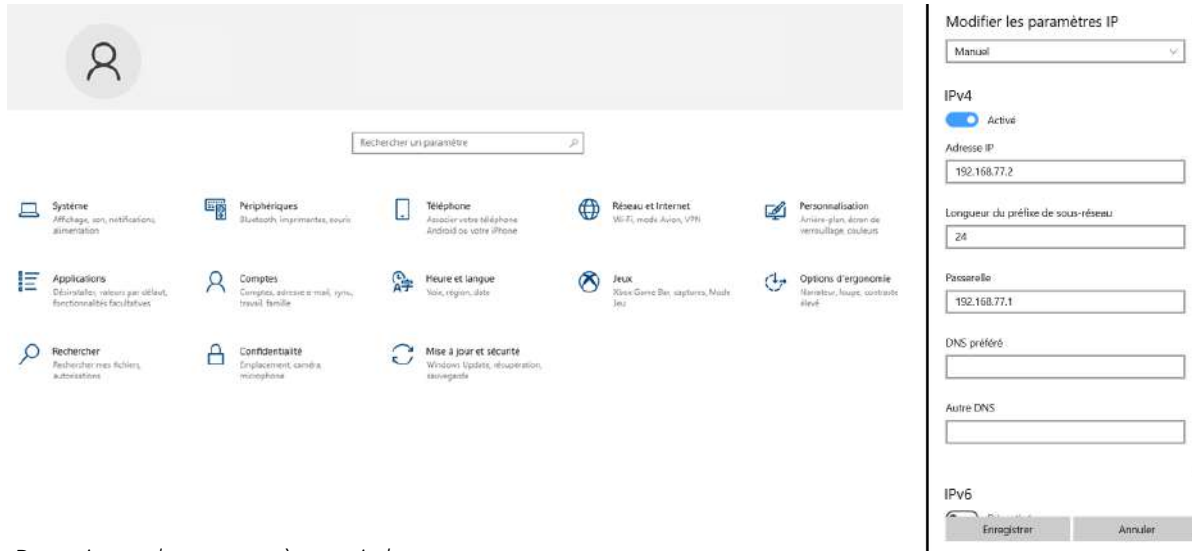 Rechercher un paramètre
Système
Affichage, son, notifications,
alimentation
Périphériques
Bluetooth, imprimantes, souris
Téléphone
Associer votre téléphone
Android ou votre iPhone
Réseau et Internet
Wi-Fi, mode Avion, VPN
Personnalisation
Arrière-plan, écran de
verrouillage, couleurs
Applications
Désinstaller, valeurs par défaut,
fonctionnalités facultatives
Comptes
Comptes, adresse e-mail, sync,
travail, famille
Heure et langue
Voix, région, date
Jeux
Xbox Game Bar, captures, Mode
Jeu
Options d'ergonomie
Narrateur, loupe, contraste
élevé
Rechercher
Rechercher mes fichiers,
autorisations
Confidentialité
Emplacement, caméra,
microphone
Mise à jour et sécurité
Windows Update, récupération,
sauvegarde
Modifier les paramètres IP
Manuel
IPv4
Activé
Adresse IP
192.168.77.2
Longueur du préfixe de sous-réseau
24
Passerelle
192.168.77.1
DNS préféré
Autre DNS
IPv6
Enregistrer
Annuler